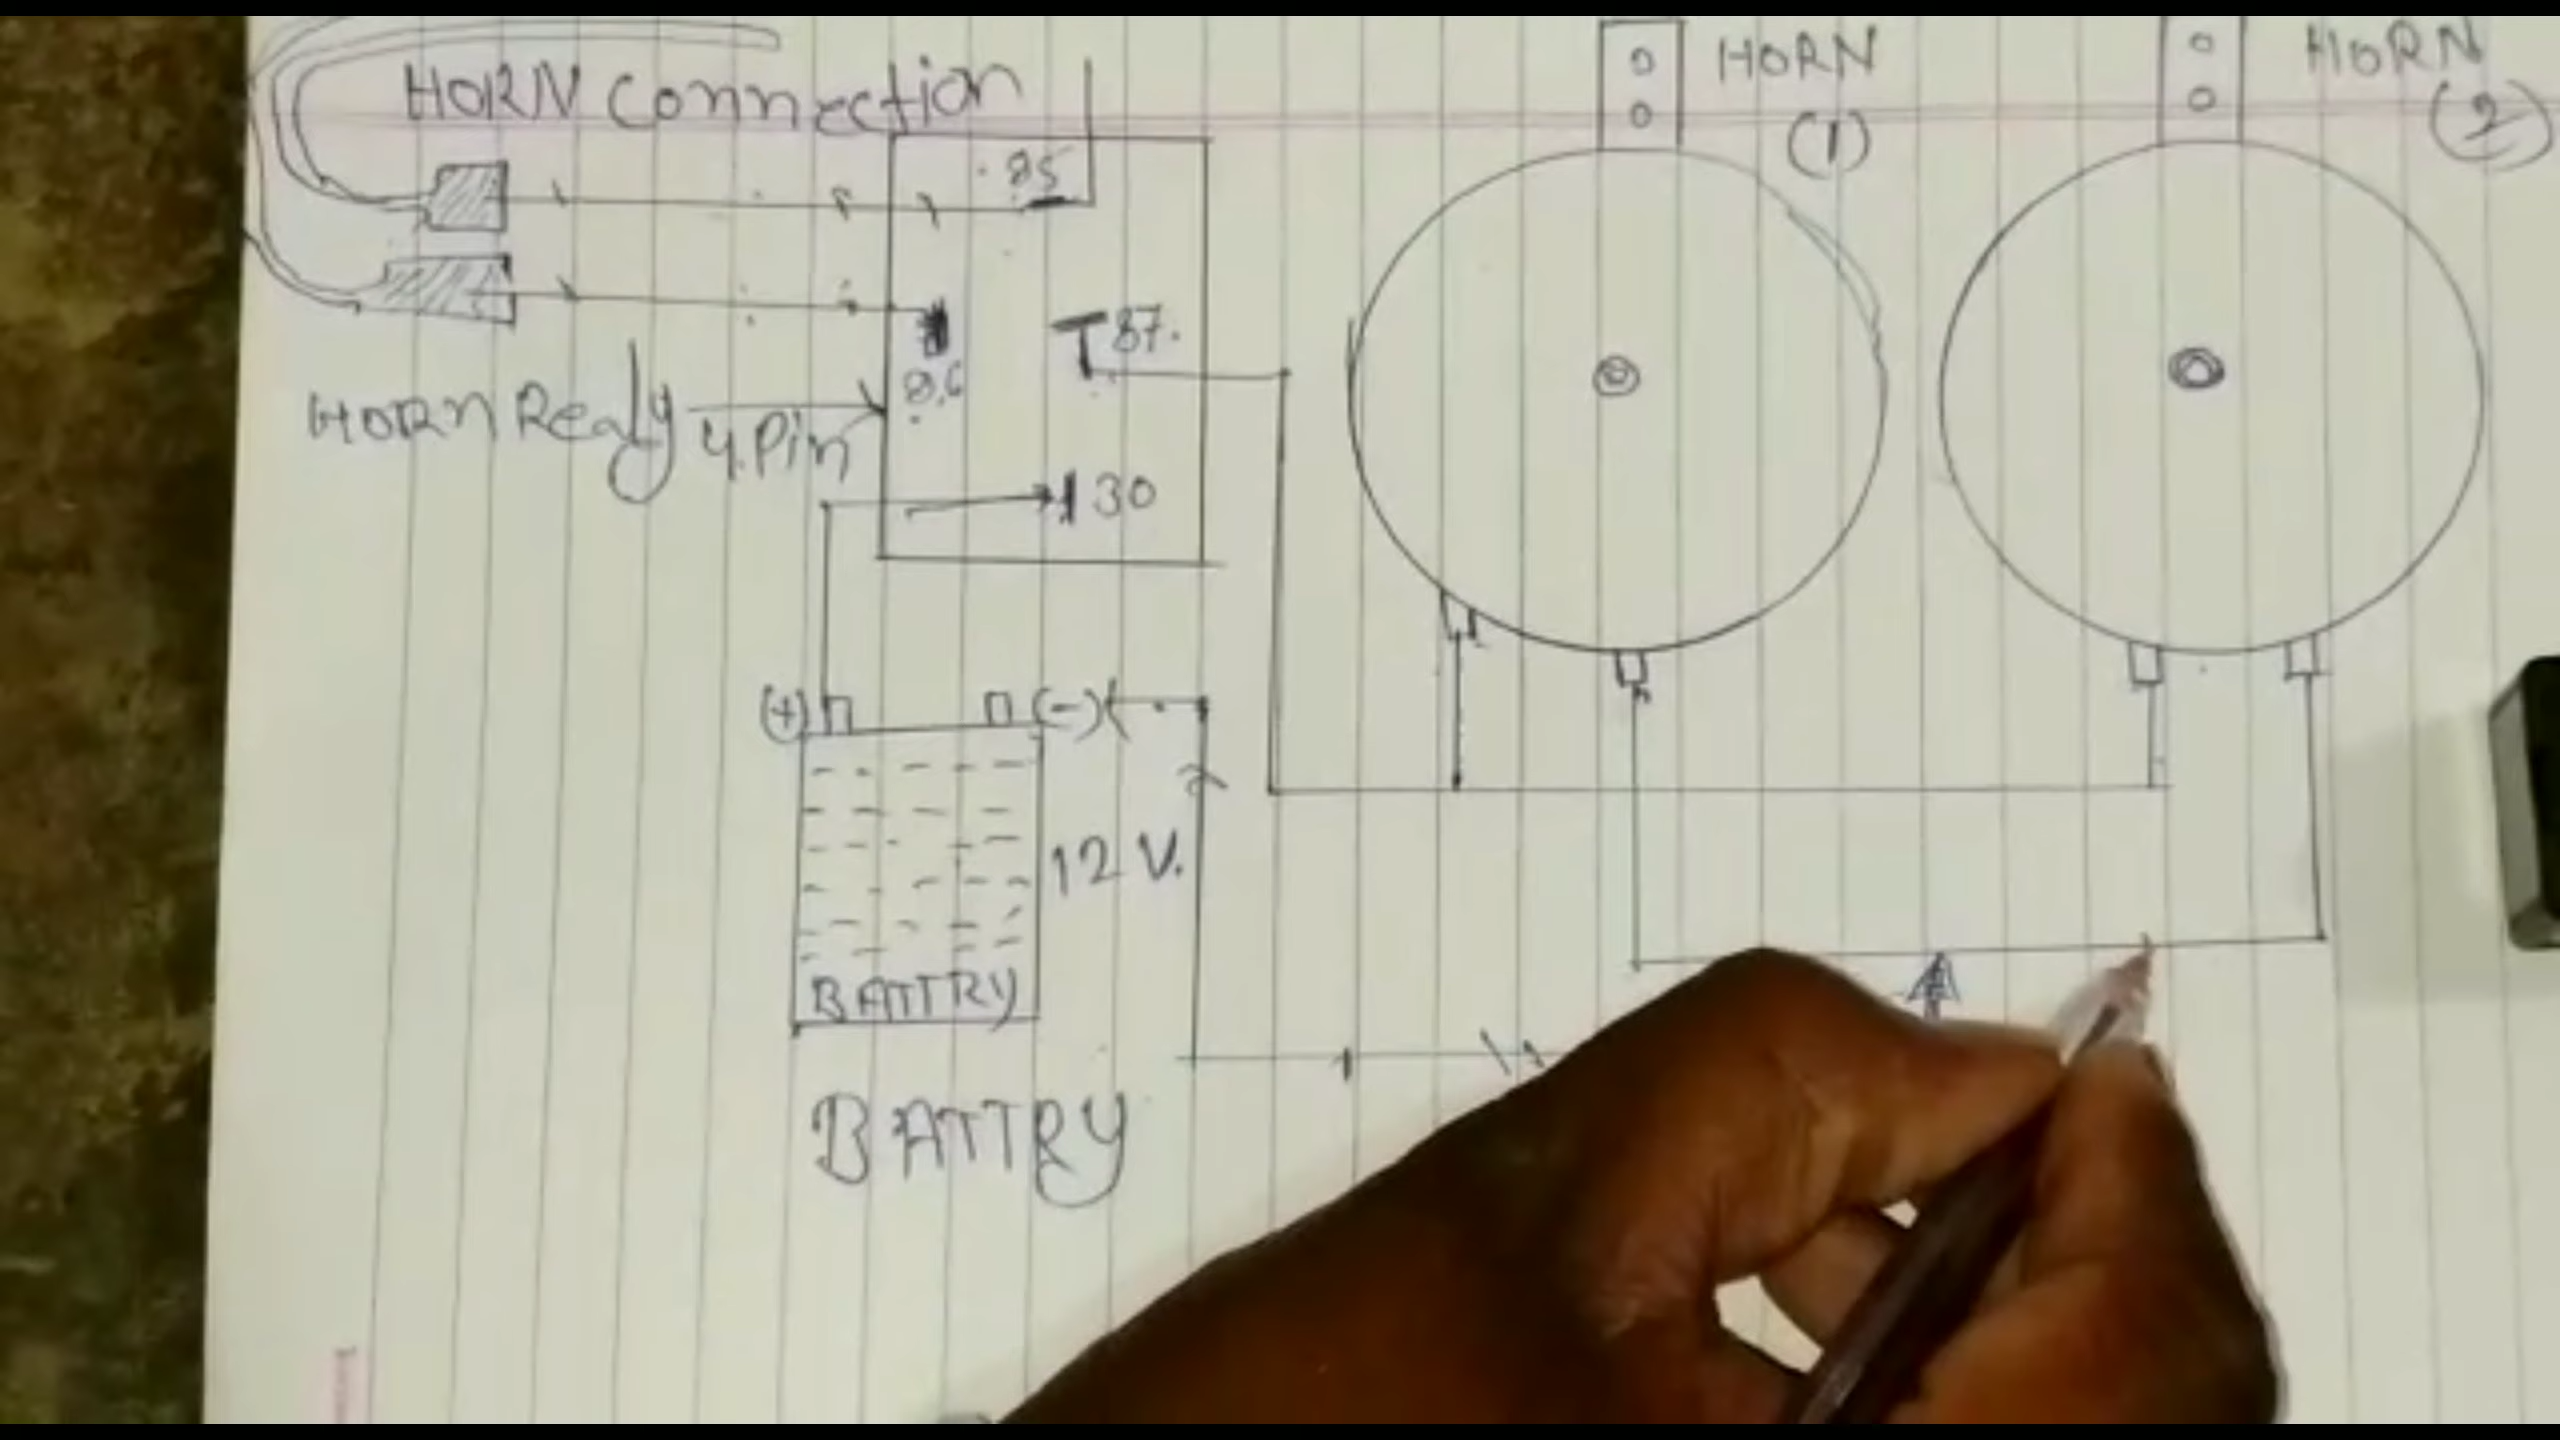 HORN Connection
HORN
(1)
HORN
(2)
85
87.
86
HORN Realy 4.Pin
30
(+)
(-)
12 V.
BATTRY
BATTRY